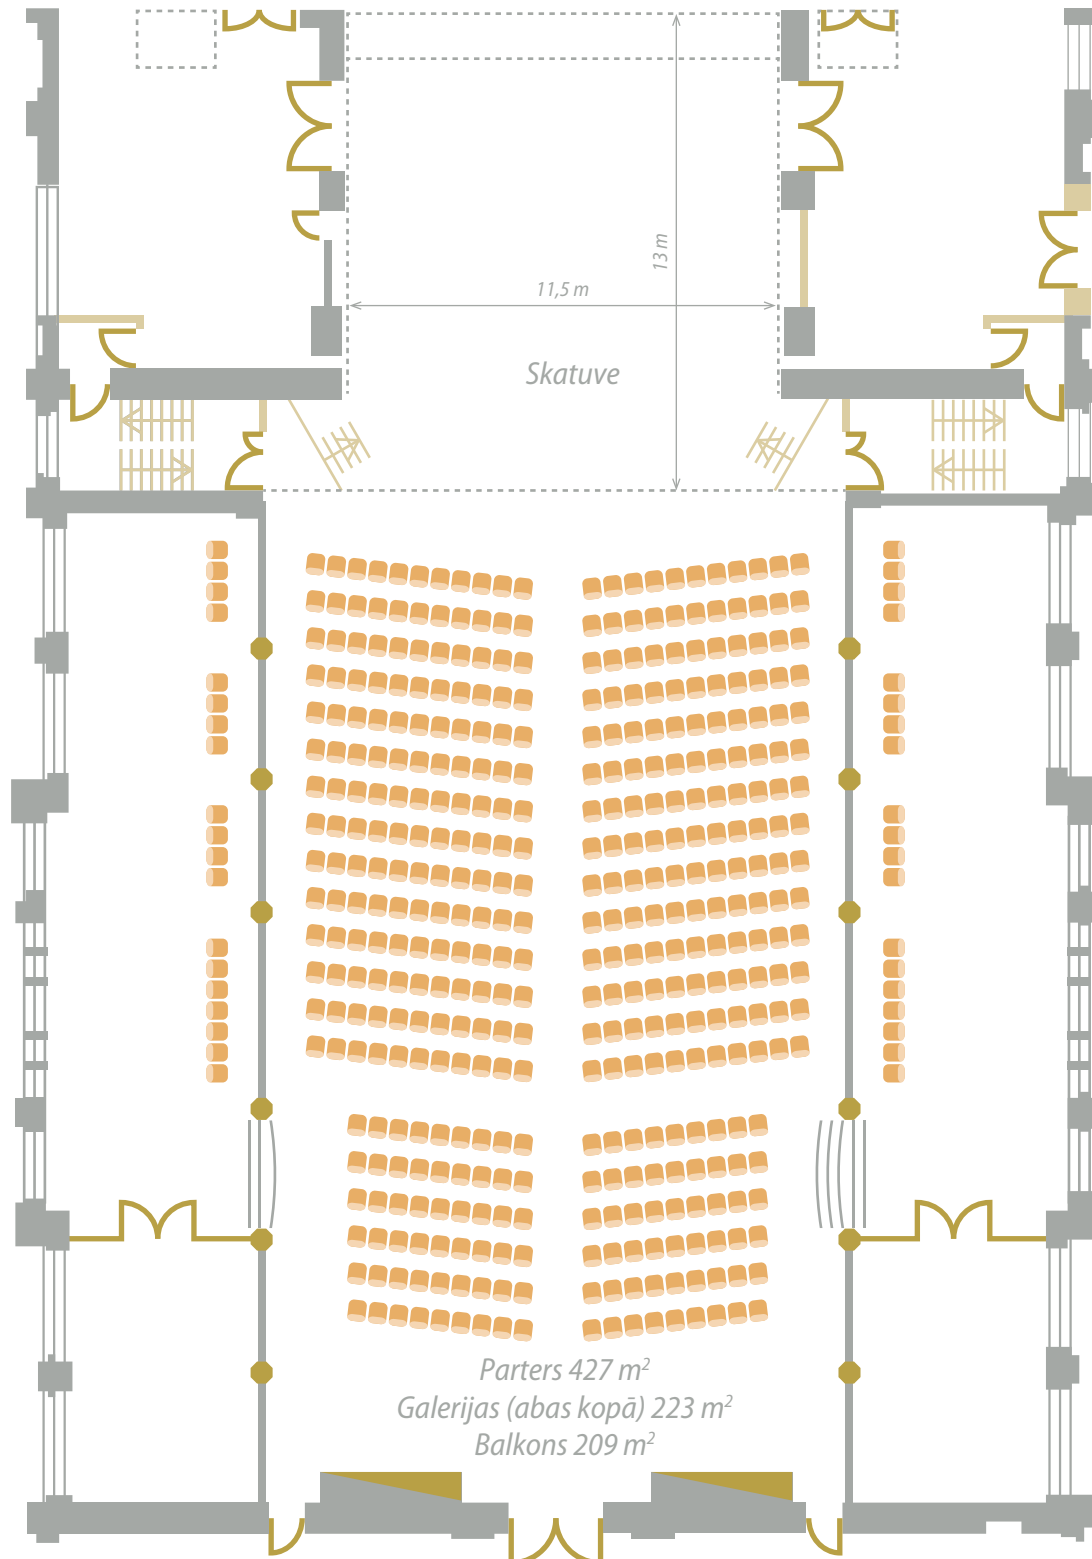 13 m
11,5 m
Skatuve
Parters 427 m²
Galerijas (abas kopā) 223 m²
Balkons 209 m²